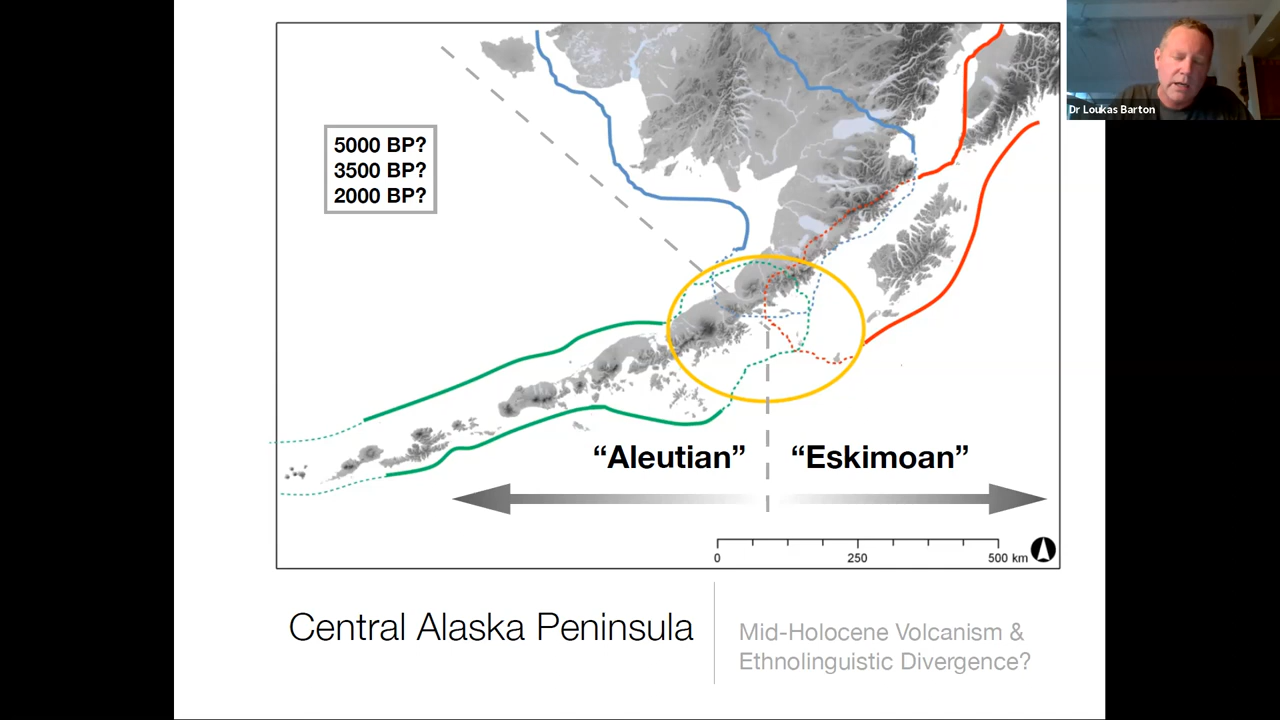 Dr Loukas Barton
5000 BP?
3500 BP?
2000 BP?
“Aleutian”
“Eskimoan”
0
250
500 km
Central Alaska Peninsula
Mid-Holocene Volcanism &
Ethnolinguistic Divergence?